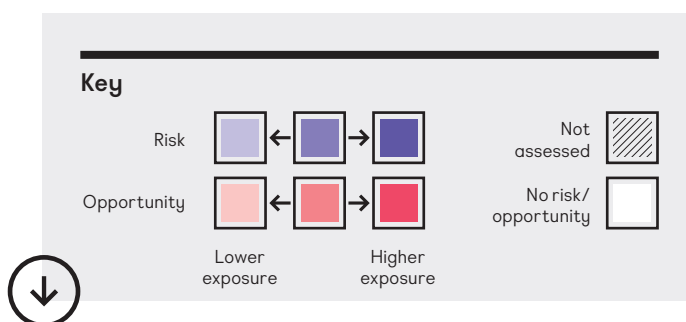 Key
Risk
Opportunity
Lower
exposure
Higher
exposure
Not
assessed
No risk/
opportunity